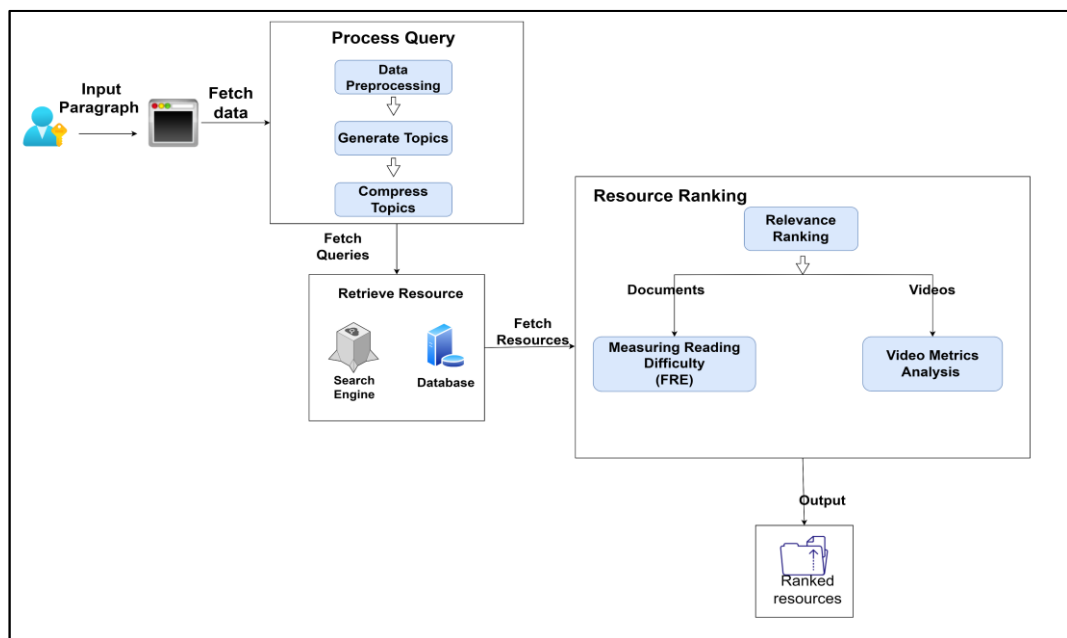 Process Query
Data
Preprocessing
Input
Paragraph
Fetch
data
Generate Topics
Compress
Topics
Fetch
Queries
Retrieve Resource
Search
Engine
Database
Fetch
Resources
Resource Ranking
Relevance
Ranking
Documents
Videos
Measuring Reading
Difficulty
(FRE)
Video Metrics
Analysis
Output
Ranked
resources